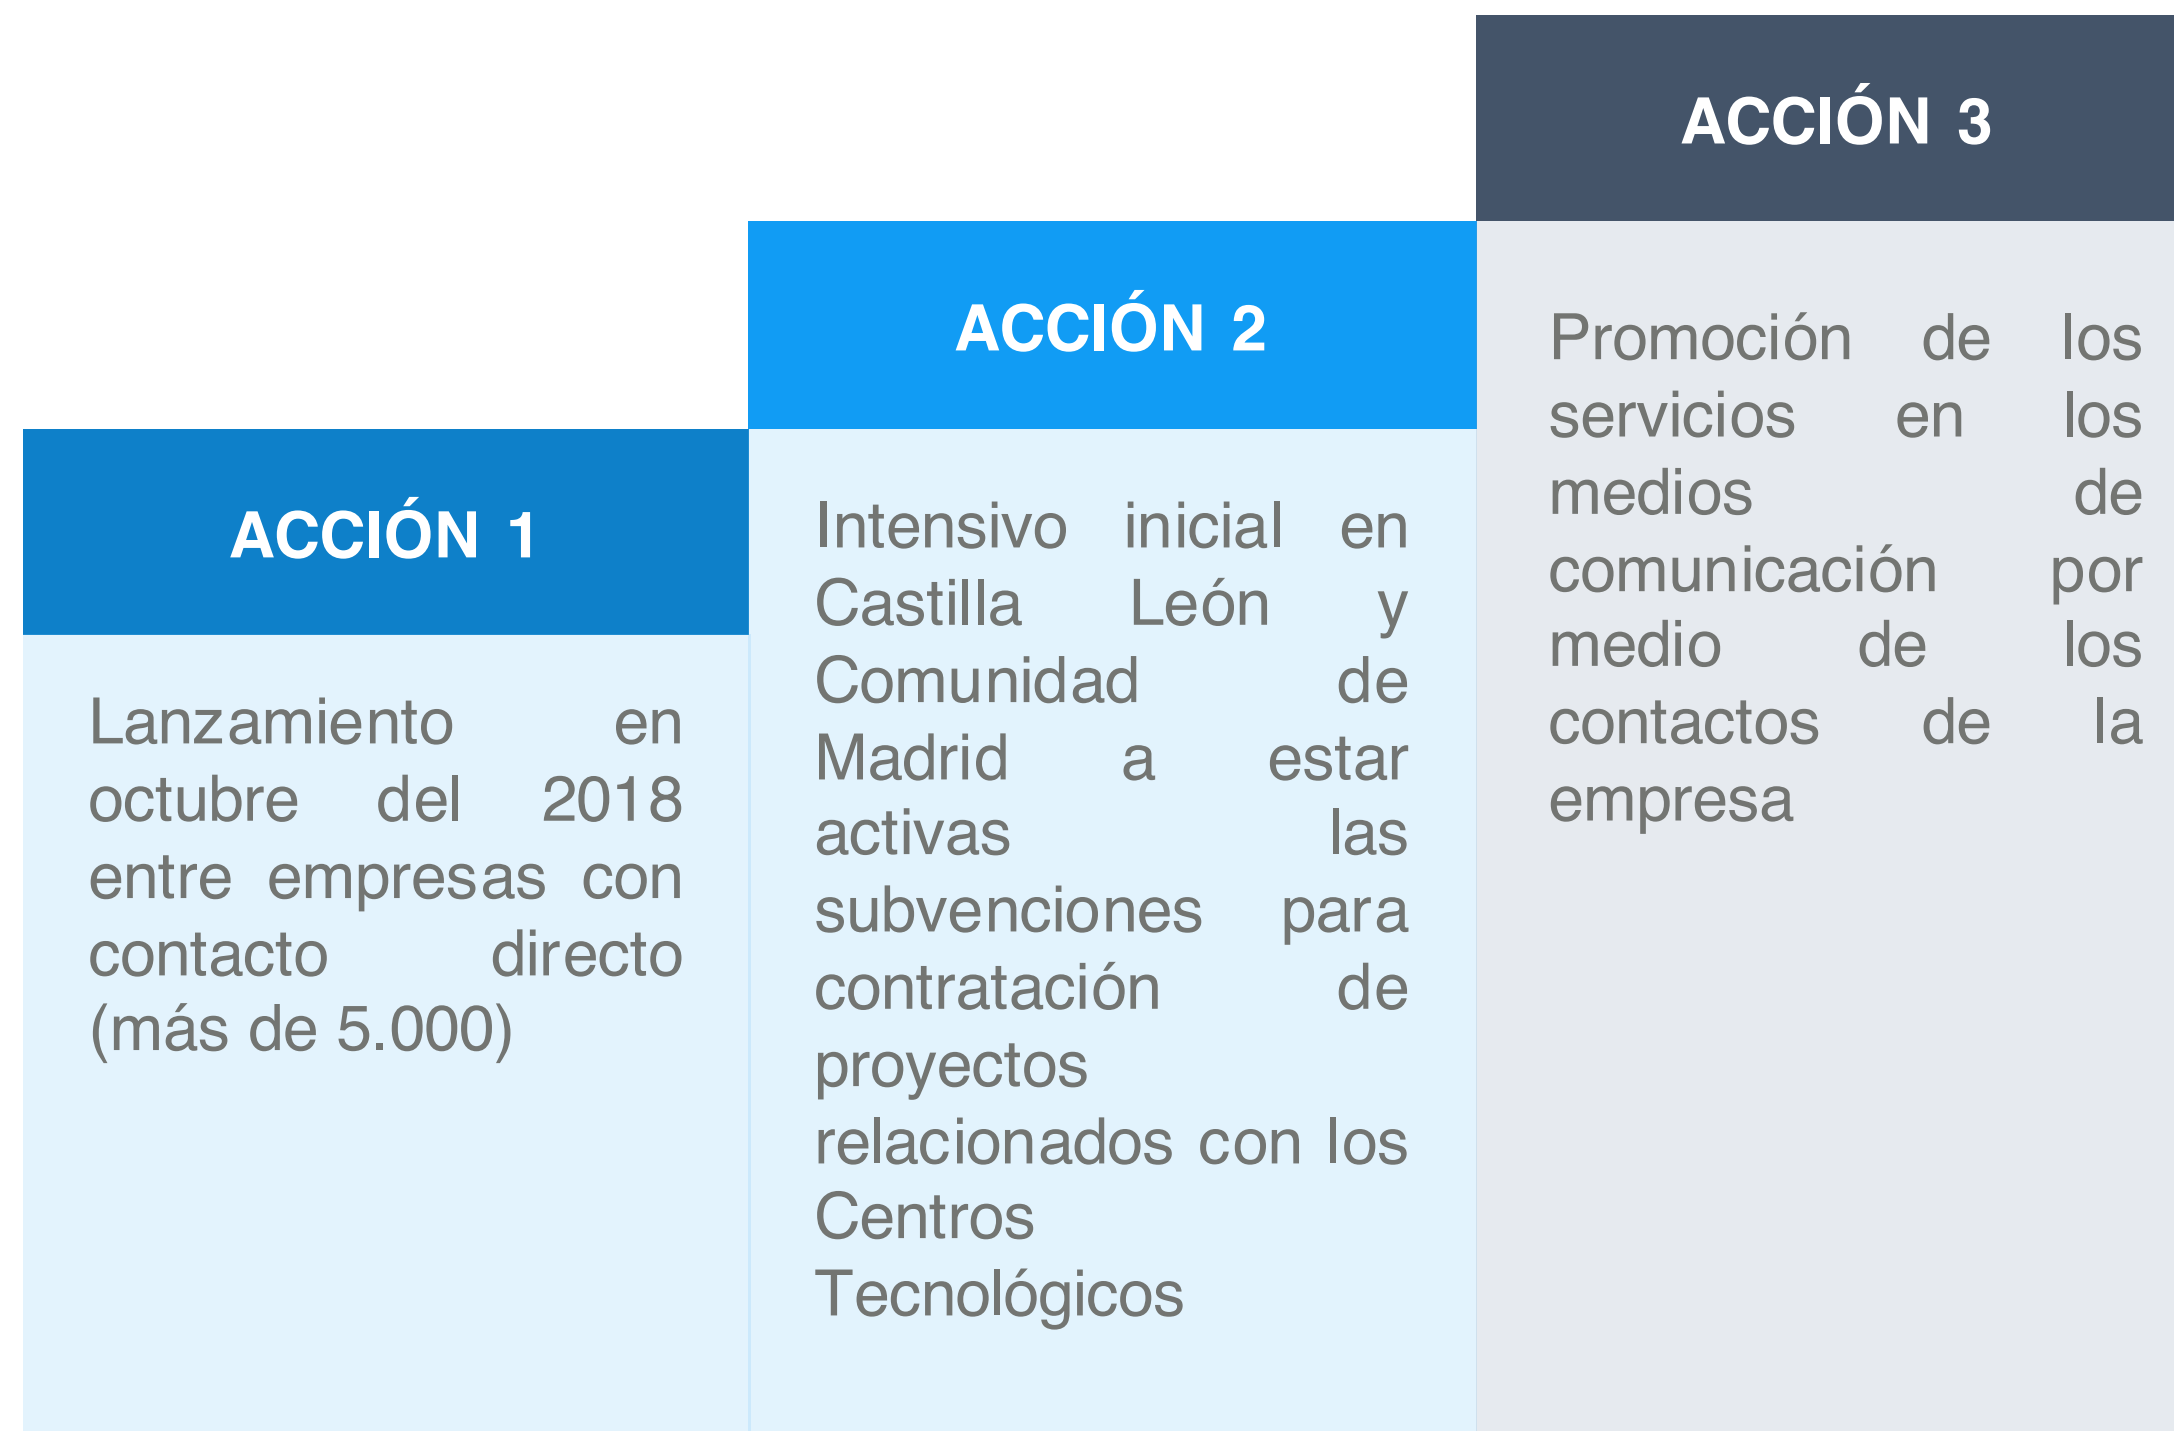 ACCIÓN 1
Lanzamiento en
octubre del 2018
entre empresas con
contacto directo
(más de 5.000)
ACCIÓN 2
Intensivo inicial en
Castilla León y
Comunidad de
Madrid a estar
activas las
subvenciones para
contratación de
proyectos
relacionados con los
Centros
Tecnológicos
ACCIÓN 3
Promoción de los
servicios en los
medios de
comunicación por
medio de los
contactos de la
empresa